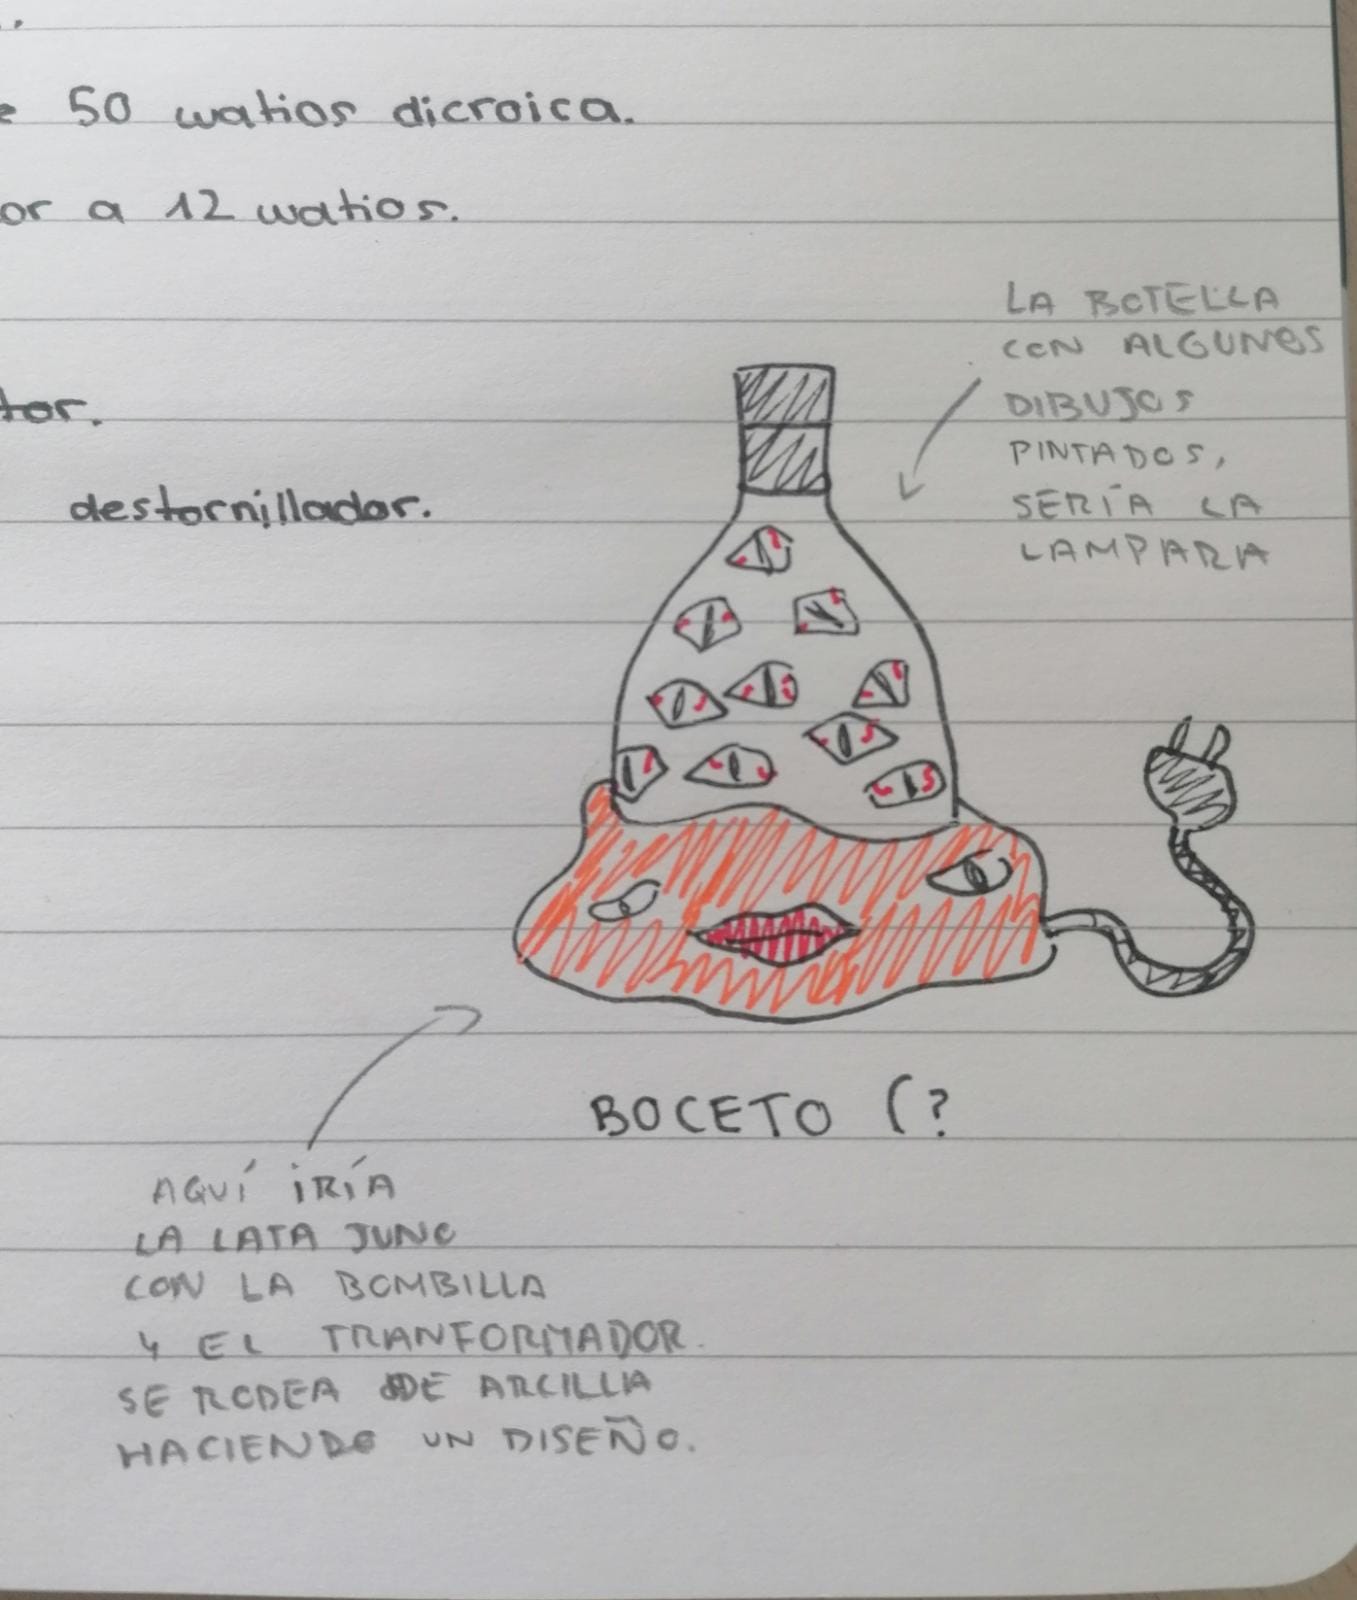 50 watios dicroica.
or a 12 watios.
tor.
destornillador.
LA BOTELLA
CON ALGUNOS
DIBUJOS
PINTADOS,
SERÍA LA
LAMPARA
BOCETO (?
AQUÍ IRÍA
LA LATA JUNO
CON LA BOMBILLA
Y EL TRANFORMADOR.
SE RODEA DE ARCILLA
HACIENDO UN DISEÑO.